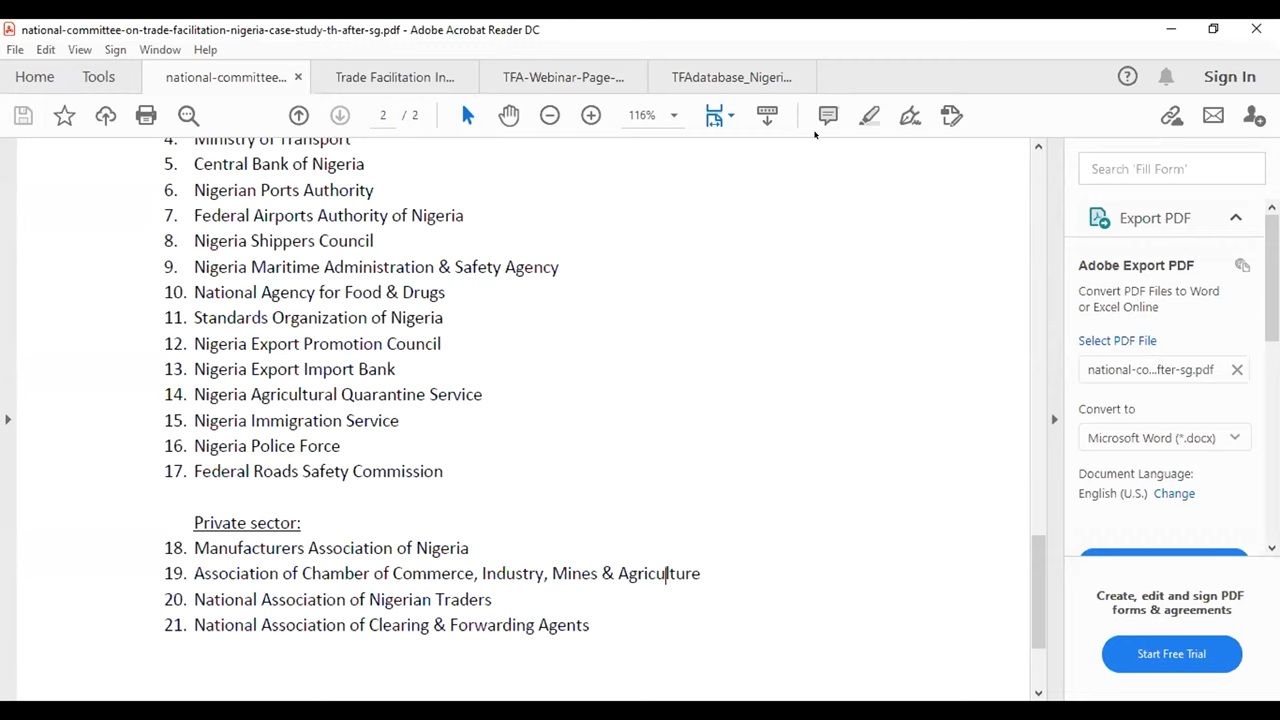 national-committee-on-trade-facilitation-nigeria-case-study-th-after-sg.pdf - Adobe Acrobat Reader DC
File Edit View Sign Window Help
Home Tools national-committee... × Trade Facilitation In... TFA-Webinar-Page-... TFAdatabase_Nigeri... Sign In
2 / 2 116%
4. Ministry of Transport
5. Central Bank of Nigeria
6. Nigerian Ports Authority
7. Federal Airports Authority of Nigeria
8. Nigeria Shippers Council
9. Nigeria Maritime Administration & Safety Agency
10. National Agency for Food & Drugs
11. Standards Organization of Nigeria
12. Nigeria Export Promotion Council
13. Nigeria Export Import Bank
14. Nigeria Agricultural Quarantine Service
15. Nigeria Immigration Service
16. Nigeria Police Force
17. Federal Roads Safety Commission
Private sector:
18. Manufacturers Association of Nigeria
19. Association of Chamber of Commerce, Industry, Mines & Agriculture
20. National Association of Nigerian Traders
21. National Association of Clearing & Forwarding Agents
Search 'Fill Form'
Export PDF
Adobe Export PDF
Convert PDF Files to Word
or Excel Online
Select PDF File
national-co...fter-sg.pdf
Convert to
Microsoft Word (*.docx)
Document Language:
English (U.S.) Change
Create, edit and sign PDF
forms & agreements
Start Free Trial